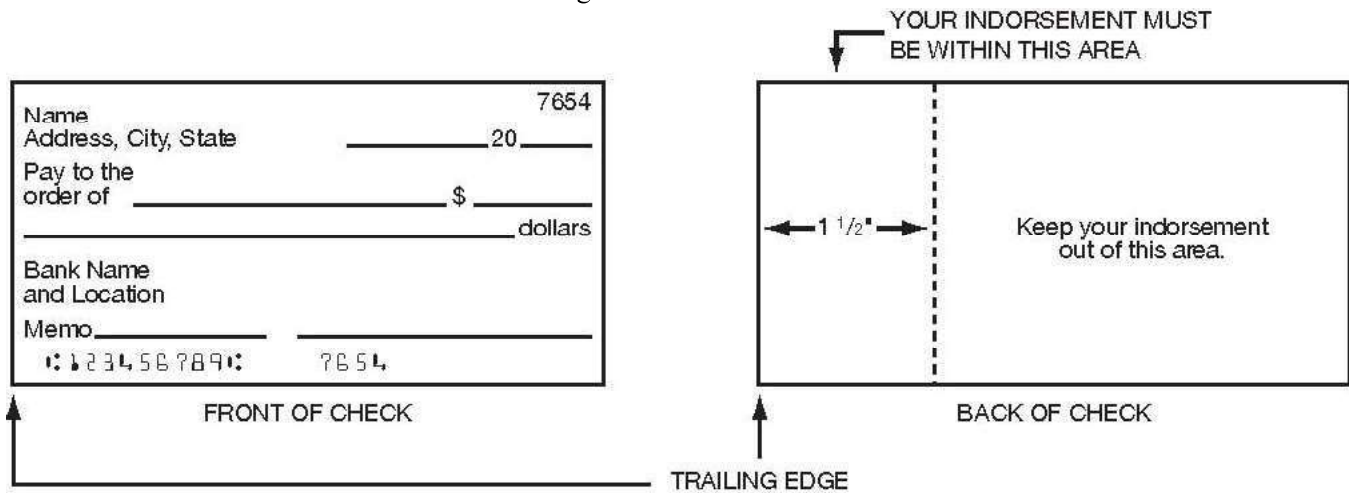 YOUR INDORSEMENT MUST
BE WITHIN THIS AREA
7654
Name
Address, City, State 20
Pay to the
order of $
dollars
Bank Name
and Location
Memo
⑆123456789⑆ 7654
FRONT OF CHECK
1 1/2"
Keep your indorsement
out of this area.
BACK OF CHECK
TRAILING EDGE